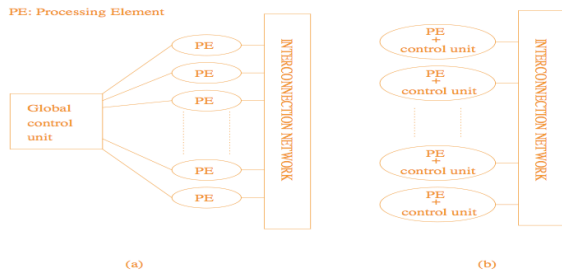 PE: Processing Element
Global
control
unit
PE
PE
PE
PE
PE
INTERCONNECTION NETWORK
(a)
PE
+
control unit
PE
+
control unit
PE
+
control unit
PE
+
control unit
INTERCONNECTION NETWORK
(b)